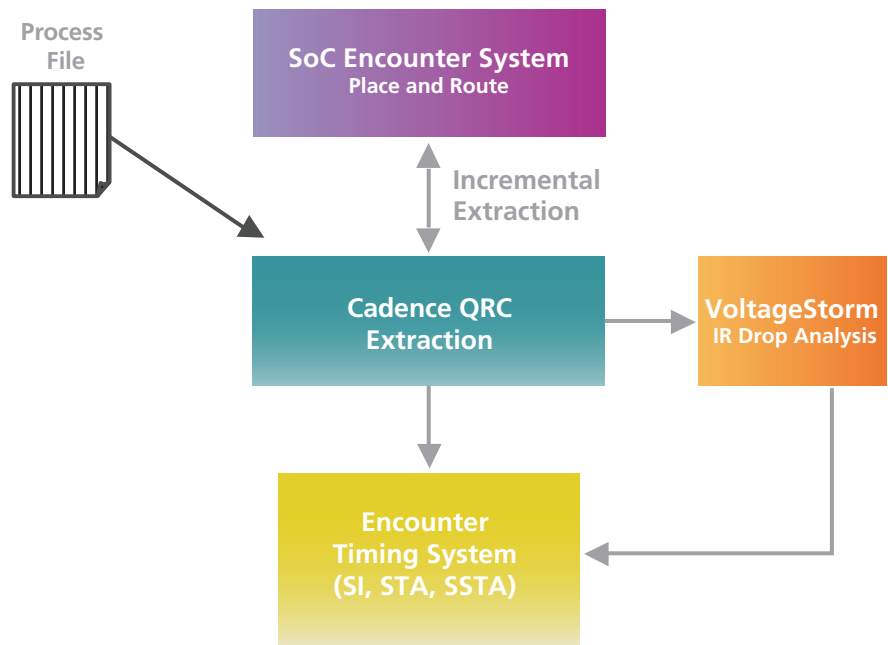 Process
File
SoC Encounter System
Place and Route
Incremental
Extraction
Cadence QRC
Extraction
VoltageStorm
IR Drop Analysis
Encounter
Timing System
(SI, STA, SSTA)